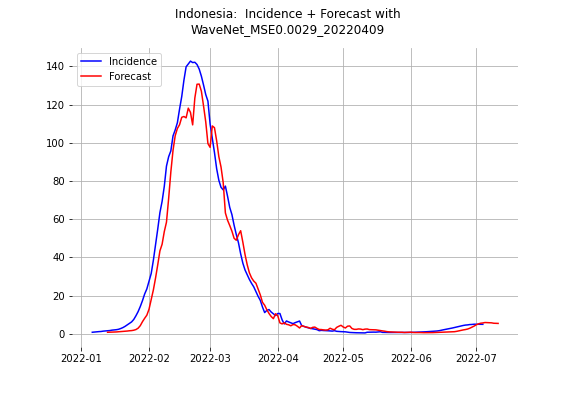 Indonesia:  Incidence + Forecast with
WaveNet_MSE0.0029_20220409
Incidence
Forecast
140
120
100
80
60
40
20
0
2022-01 2022-02 2022-03 2022-04 2022-05 2022-06 2022-07